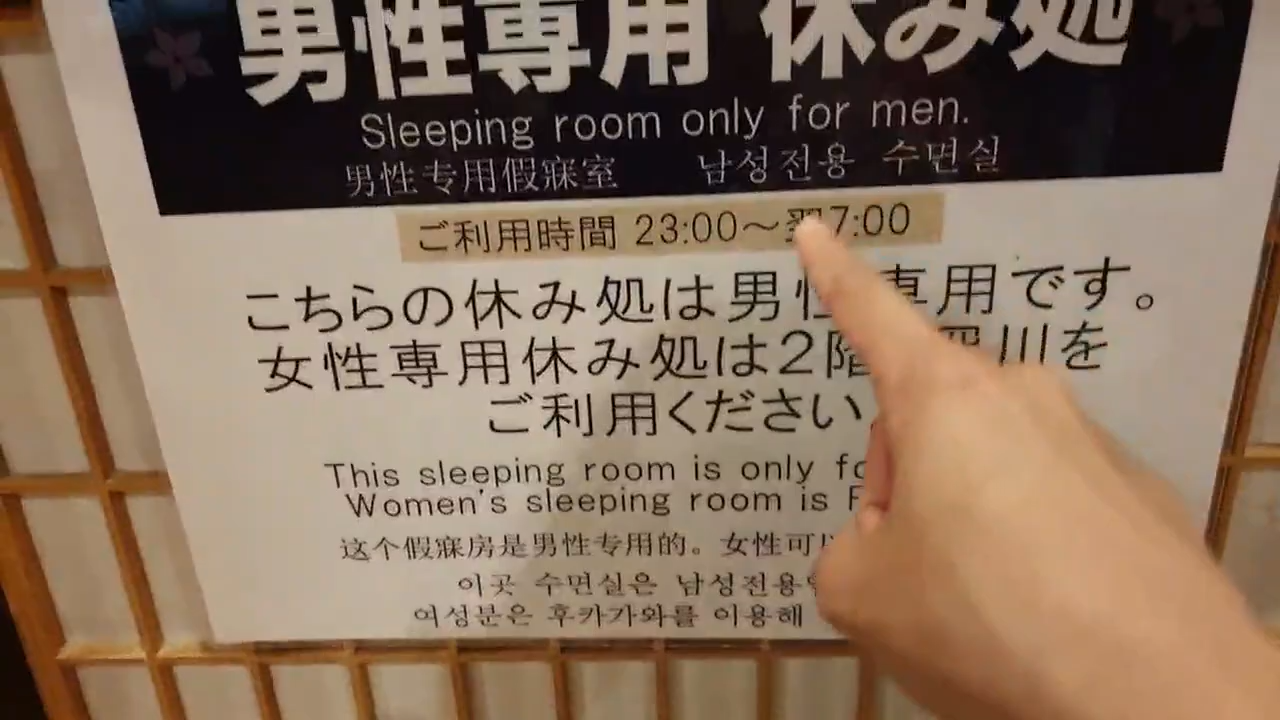 男性専用 休み処
Sleeping room only for men.
男性专用假寐室 남성전용 수면실
ご利用時間 23:00～翌7:00
こちらの休み処は男性専用です。
女性専用休み処は2階 川を
ご利用ください
This sleeping room is only
Women's sleeping room is
这个假寐房是男性专用的。女性可
이곳 수면실은 남성전용
여성분은 후카가와를 이용해